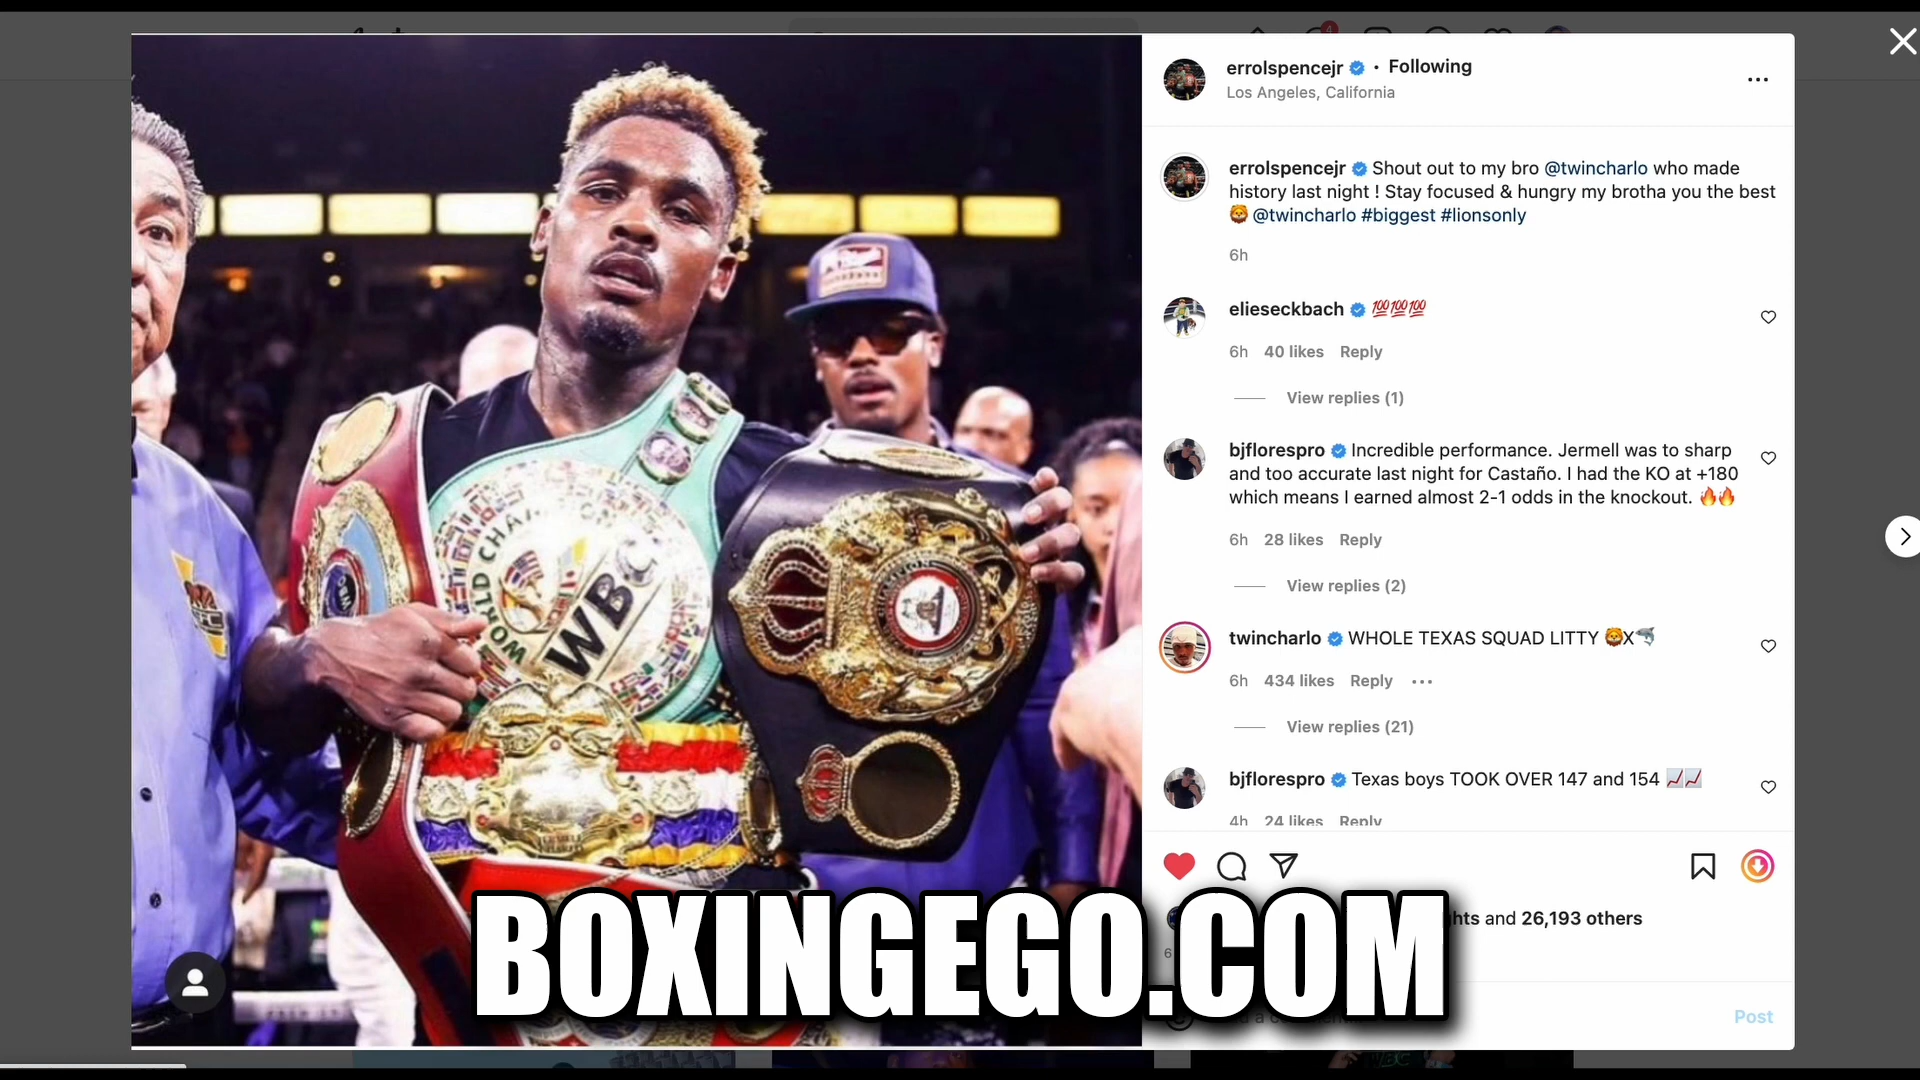 errolspencejr • Following
Los Angeles, California
errolspencejr Shout out to my bro @twincharlo who made
history last night ! Stay focused & hungry my brotha you the best
🦁 @twincharlo #biggest #lionsonly
6h
elieseckbach 💯💯💯
6h 40 likes Reply
View replies (1)
bjflorespro Incredible performance. Jermell was to sharp
and too accurate last night for Castaño. I had the KO at +180
which means I earned almost 2-1 odds in the knockout. 🔥🔥
6h 28 likes Reply
View replies (2)
twincharlo WHOLE TEXAS SQUAD LITTY 🦁X🦈
6h 434 likes Reply
View replies (21)
bjflorespro Texas boys TOOK OVER 147 and 154 📈📈
4h 24 likes Reply
and 26,193 others
Post
WORLD CHAMPION
WBC
WBO
BOXINGEGO.COM